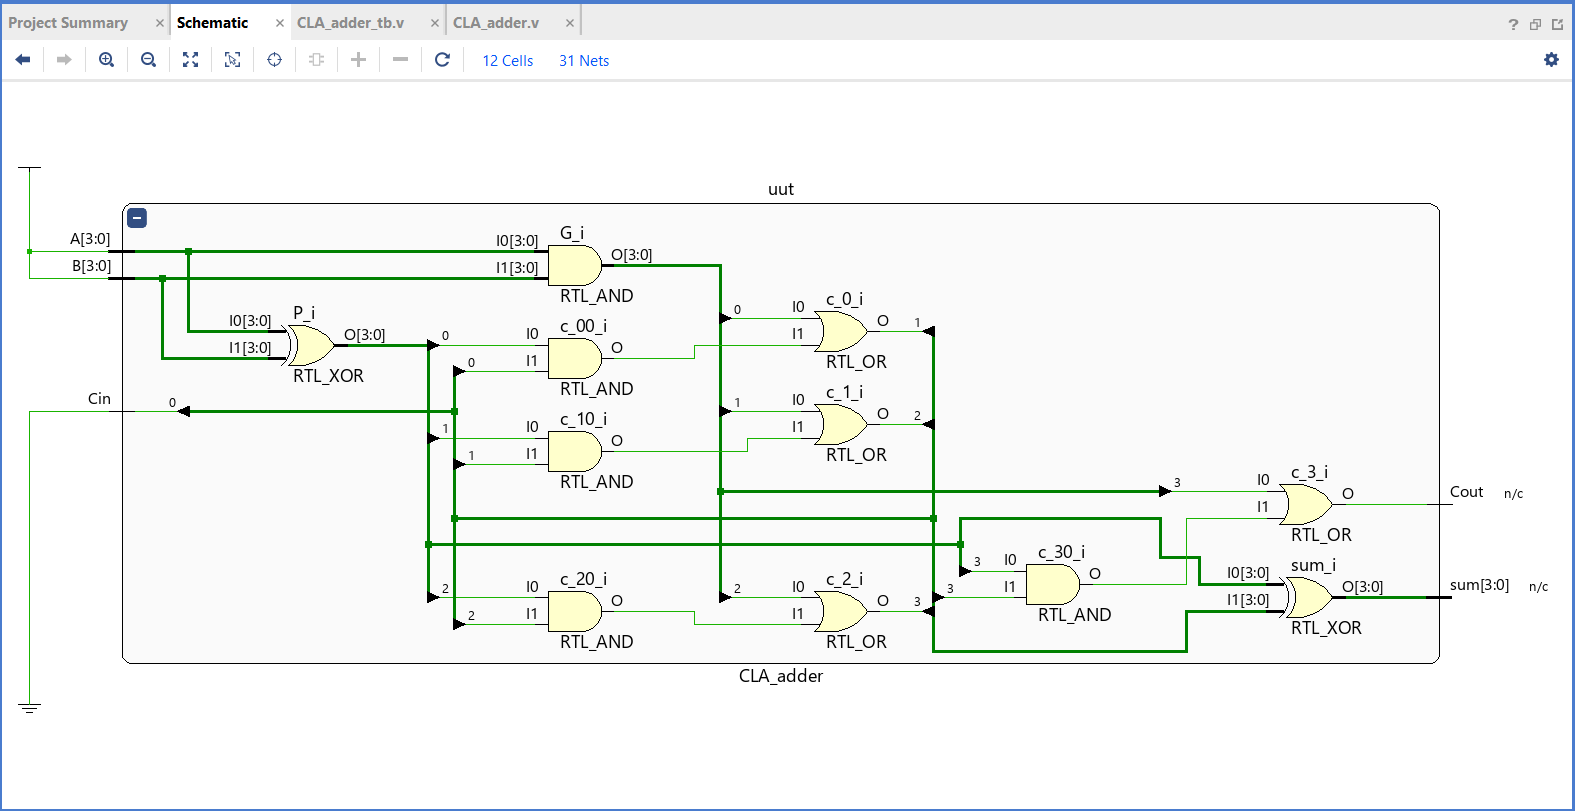 Project Summary × Schematic × CLA_adder_tb.v × CLA_adder.v × ?
12 Cells 31 Nets
uut
A[3:0]
B[3:0]
I0[3:0] G_i
I1[3:0] O[3:0]
RTL_AND
P_i
I0[3:0]
I1[3:0] O[3:0]
RTL_XOR
Cin 0
0 I0 c_00_i
0 I1 O
RTL_AND
1 I0 c_10_i
1 I1 O
RTL_AND
2 I0 c_20_i
2 I1 O
RTL_AND
0 I0 c_0_i
I1 O 1
RTL_OR
1 I0 c_1_i
I1 O 2
RTL_OR
2 I0 c_2_i
I1 O 3
RTL_OR
3 I0 c_30_i
3 I1 O
RTL_AND
3 I0 c_3_i
I1 O Cout n/c
RTL_OR
I0[3:0] sum_i
I1[3:0] O[3:0] sum[3:0] n/c
RTL_XOR
CLA_adder